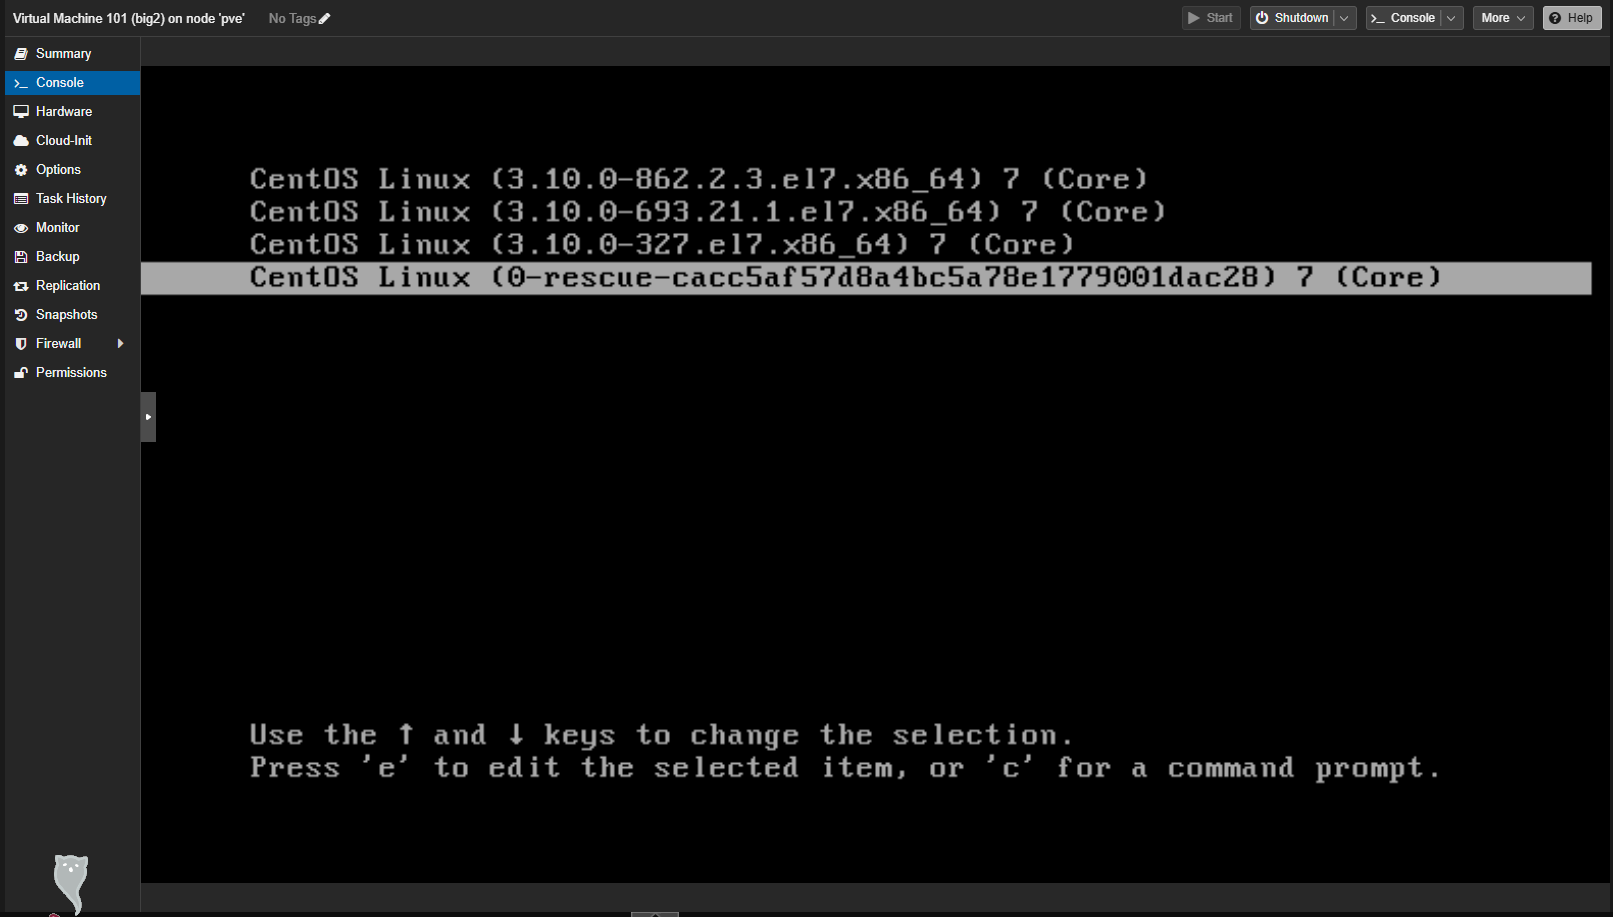 Virtual Machine 101 (big2) on node 'pve' No Tags Start Shutdown Console More Help
Summary
Console
Hardware
Cloud-Init
Options
Task History
Monitor
Backup
Replication
Snapshots
Firewall
Permissions
CentOS Linux (3.10.0-862.2.3.el7.x86_64) 7 (Core)
CentOS Linux (3.10.0-693.21.1.el7.x86_64) 7 (Core)
CentOS Linux (3.10.0-327.el7.x86_64) 7 (Core)
CentOS Linux (0-rescue-cacc5af57d8a4bc5a78e1779001dac28) 7 (Core)
Use the ↑ and ↓ keys to change the selection.
Press 'e' to edit the selected item, or 'c' for a command prompt.